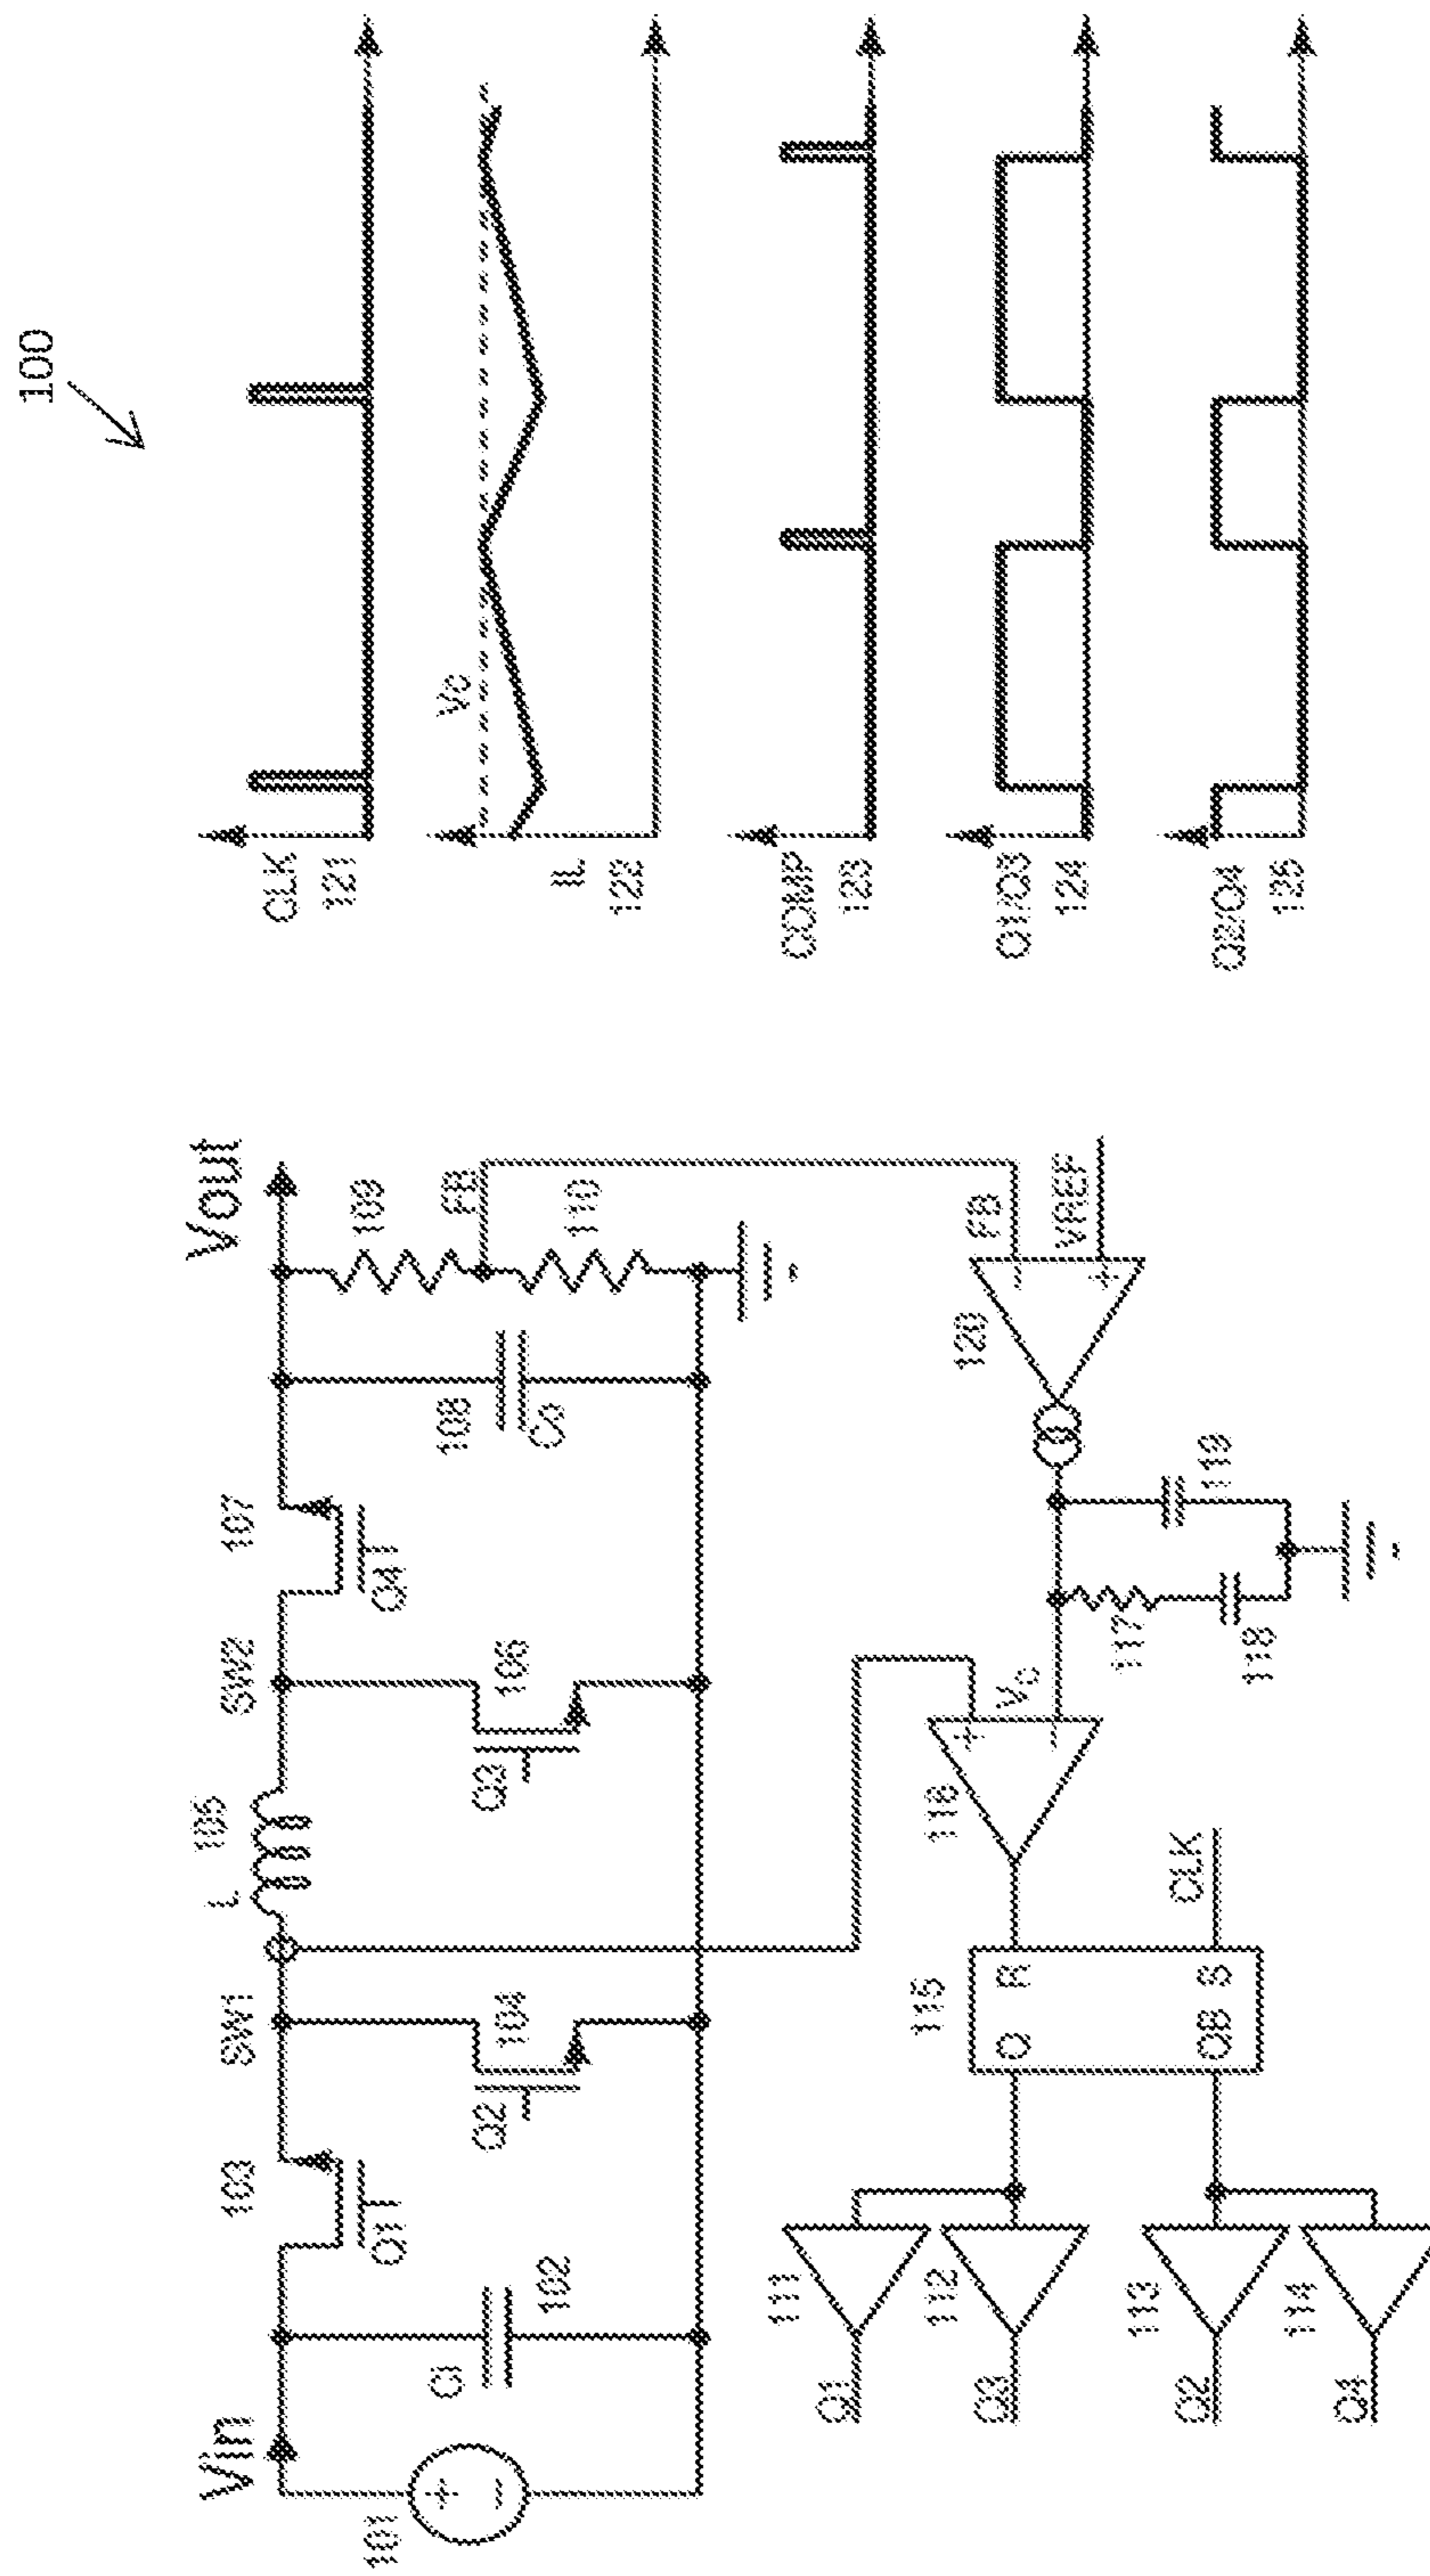 100
Vin
101
CI
102
103
Q1
SW1
Q2
104
L
105
SW2
Q3
106
107
Q4
108
Co
Vout
109
FB
110
111
Q1
112
Q3
113
Q2
114
Q4
115
Q
R
QB
S
CLK
116
+
−
VC
117
118
119
120
FB
VREF
−
+
CLK
121
VC
IL
122
COMP
123
Q1/Q3
124
Q2/Q4
125